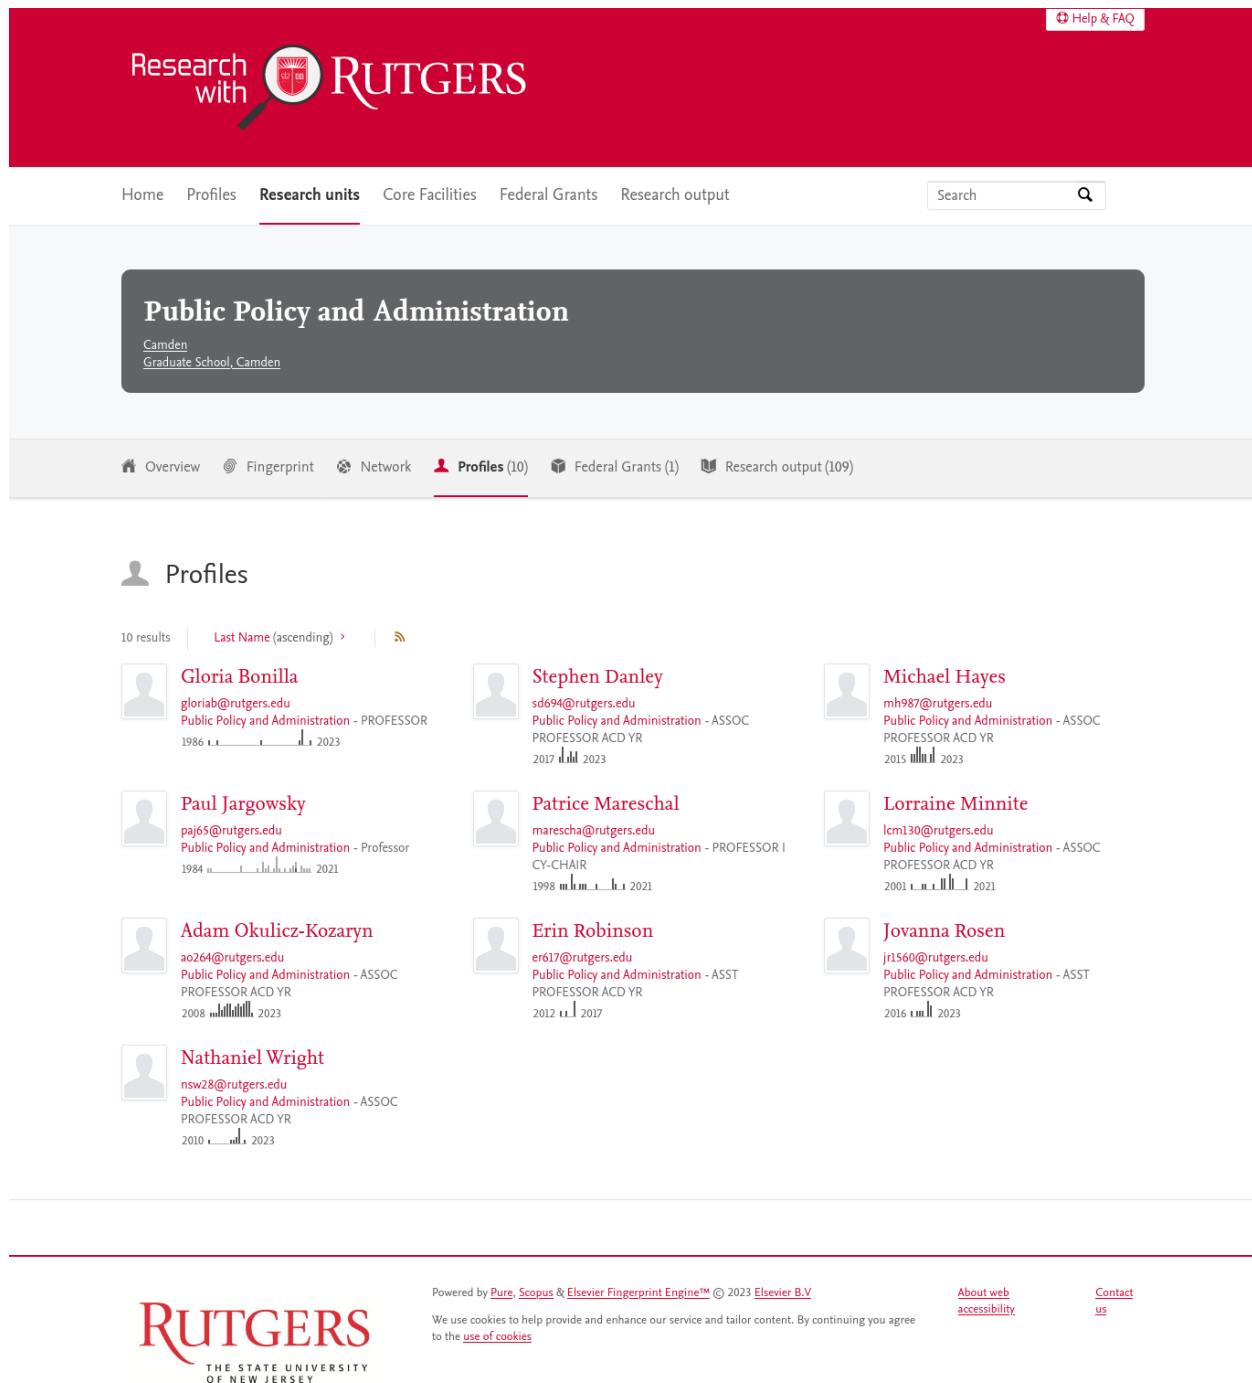 Help & FAQ
Research
with
RUTGERS
Home Profiles Research units Core Facilities Federal Grants Research output
Search
Public Policy and Administration
Camden
Graduate School, Camden
Overview Fingerprint Network Profiles (10) Federal Grants (1) Research output (109)
Profiles
10 results Last Name (ascending) ›
Gloria Bonilla
gloriab@rutgers.edu
Public Policy and Administration - PROFESSOR
1986 2023
Stephen Danley
sd694@rutgers.edu
Public Policy and Administration - ASSOC
PROFESSOR ACD YR
2017 2023
Michael Hayes
mh987@rutgers.edu
Public Policy and Administration - ASSOC
PROFESSOR ACD YR
2015 2023
Paul Jargowsky
paj65@rutgers.edu
Public Policy and Administration - Professor
1984 2021
Patrice Mareschal
marescha@rutgers.edu
Public Policy and Administration - PROFESSOR I
CY-CHAIR
1998 2021
Lorraine Minnite
lcm130@rutgers.edu
Public Policy and Administration - ASSOC
PROFESSOR ACD YR
2001 2021
Adam Okulicz-Kozaryn
ao264@rutgers.edu
Public Policy and Administration - ASSOC
PROFESSOR ACD YR
2008 2023
Erin Robinson
er617@rutgers.edu
Public Policy and Administration - ASST
PROFESSOR ACD YR
2012 2017
Jovanna Rosen
jr1560@rutgers.edu
Public Policy and Administration - ASST
PROFESSOR ACD YR
2016 2023
Nathaniel Wright
nsw28@rutgers.edu
Public Policy and Administration - ASSOC
PROFESSOR ACD YR
2010 2023
RUTGERS
THE STATE UNIVERSITY
OF NEW JERSEY
Powered by Pure, Scopus & Elsevier Fingerprint Engine™ © 2023 Elsevier B.V
We use cookies to help provide and enhance our service and tailor content. By continuing you agree
to the use of cookies
About web
accessibility
Contact
us